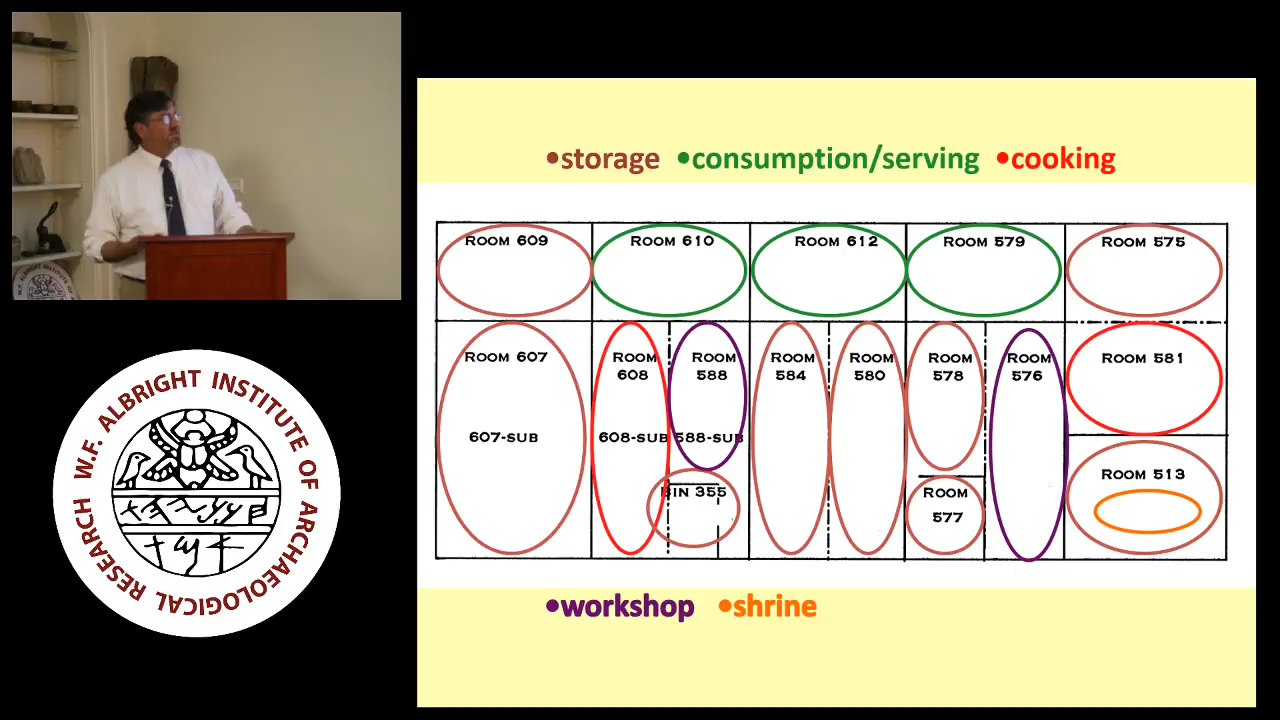 •storage •consumption/serving •cooking
ROOM 609
ROOM 610
ROOM 612
ROOM 579
ROOM 575
ROOM 607
ROOM
608
ROOM
588
ROOM
584
ROOM
580
ROOM
578
ROOM
576
ROOM 581
607-SUB
608-SUB
588-SUB
BIN 355
ROOM
577
ROOM 513
•workshop •shrine
W.F. ALBRIGHT INSTITUTE OF ARCHAEOLOGICAL RESEARCH